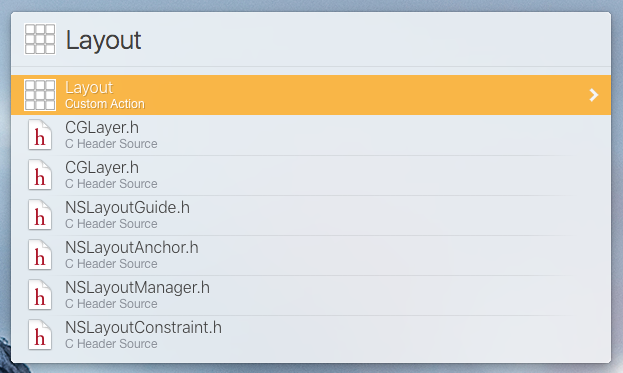 Layout
Layout
Custom Action
h
CGLayer.h
C Header Source
h
CGLayer.h
C Header Source
h
NSLayoutGuide.h
C Header Source
h
NSLayoutAnchor.h
C Header Source
h
NSLayoutManager.h
C Header Source
h
NSLayoutConstraint.h
C Header Source